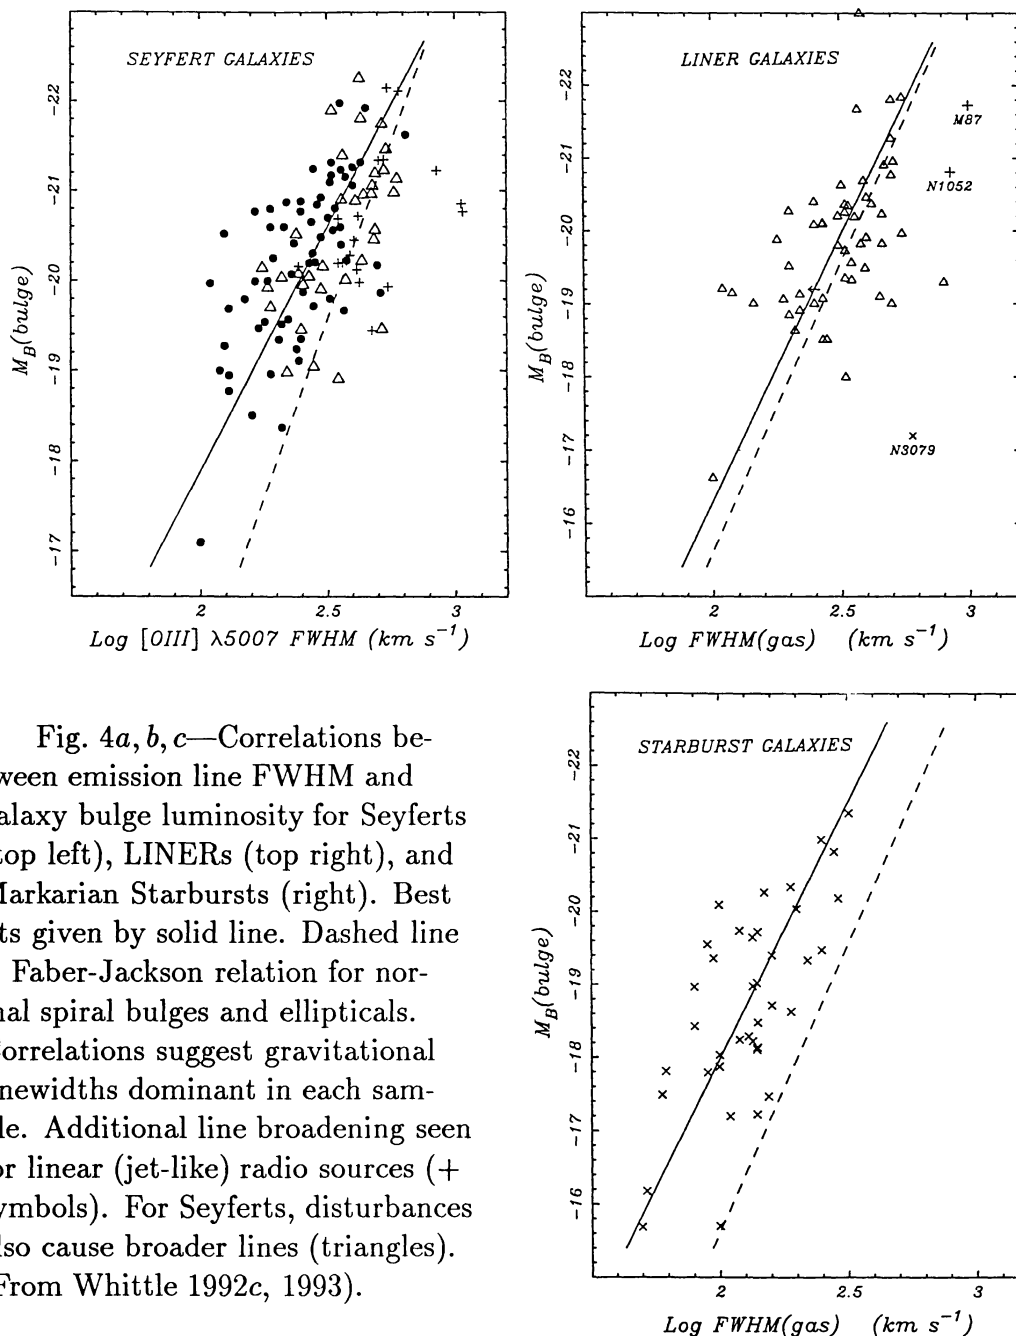 SEYFERT GALAXIES
-22
-21
-20
-19
-18
-17
M_B(bulge)
2 2.5 3
Log [OIII] λ5007 FWHM (km s⁻¹)
LINER GALAXIES
M87
N1052
N3079
-22
-21
-20
-19
-18
-17
-16
M_B(bulge)
2 2.5 3
Log FWHM(gas) (km s⁻¹)
Fig. 4a, b, c—Correlations be-
ween emission line FWHM and
alaxy bulge luminosity for Seyferts
top left), LINERs (top right), and
Markarian Starbursts (right). Best
ts given by solid line. Dashed line
Faber-Jackson relation for nor-
nal spiral bulges and ellipticals.
Correlations suggest gravitational
newidths dominant in each sam-
le. Additional line broadening seen
or linear (jet-like) radio sources (+
ymbols). For Seyferts, disturbances
lso cause broader lines (triangles).
From Whittle 1992c, 1993).
STARBURST GALAXIES
-22
-21
-20
-19
-18
-17
-16
M_B(bulge)
2 2.5 3
Log FWHM(gas) (km s⁻¹)